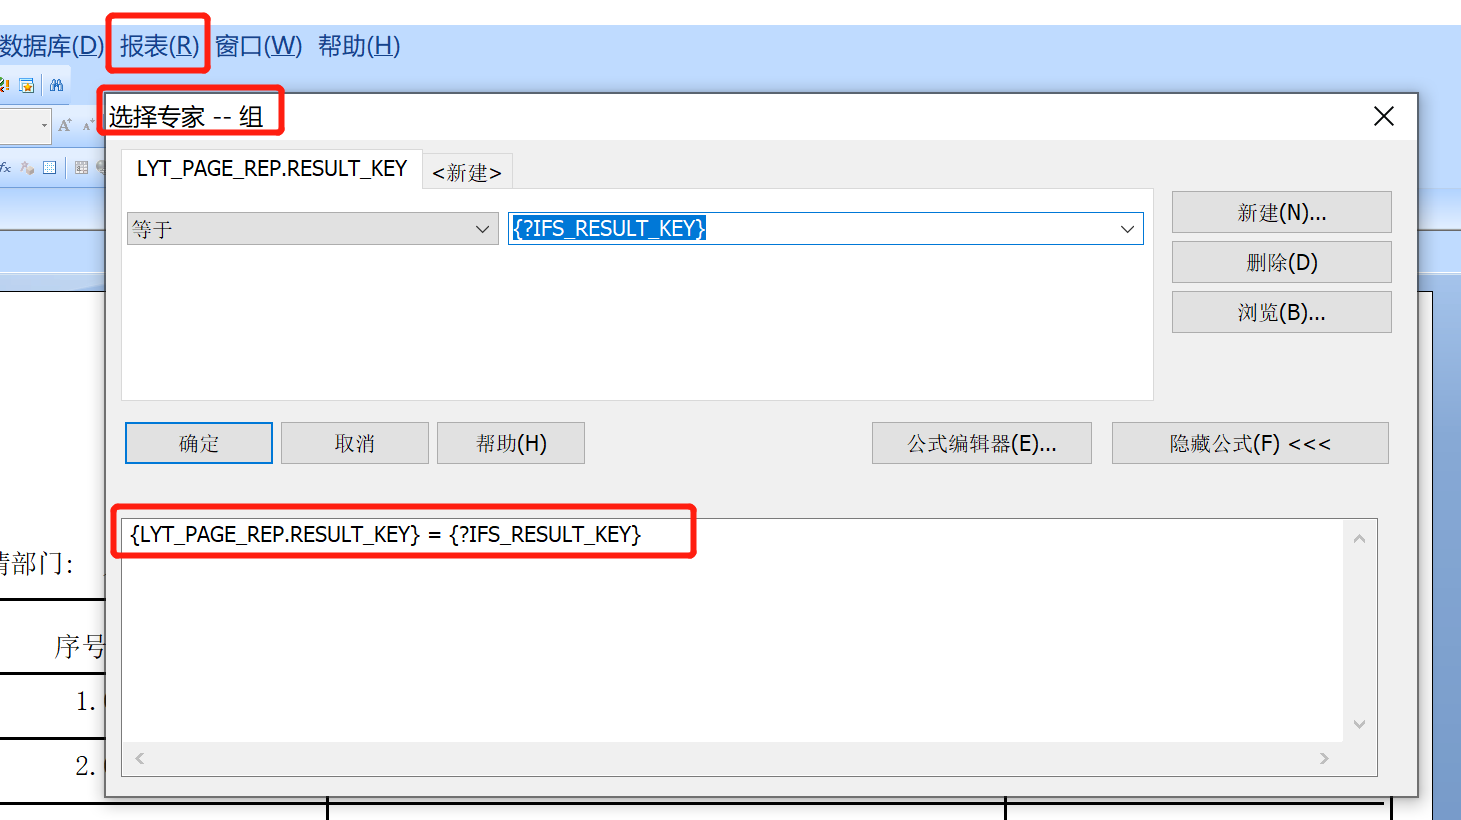 数据库(D) 报表(R) 窗口(W) 帮助(H)
选择专家 -- 组
LYT_PAGE_REP.RESULT_KEY <新建>
等于 {?IFS_RESULT_KEY} 新建(N)...
删除(D)
浏览(B)...
确定 取消 帮助(H) 公式编辑器(E)... 隐藏公式(F) <<<
{LYT_PAGE_REP.RESULT_KEY} = {?IFS_RESULT_KEY}
部门:
序号
1.
2.